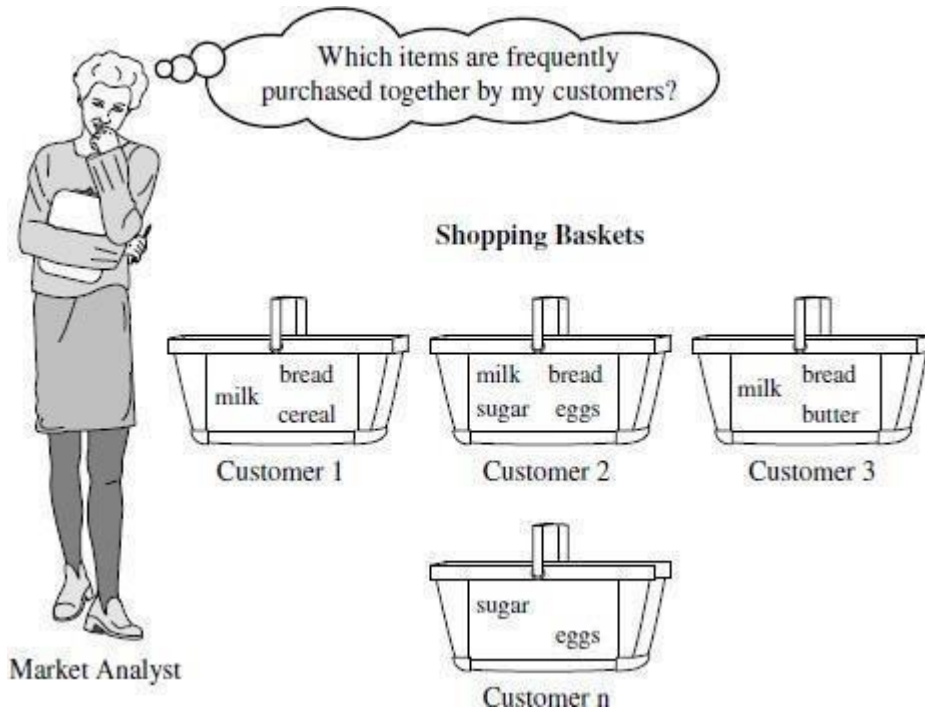 Which items are frequently
purchased together by my customers?
Shopping Baskets
milk
bread
cereal
Customer 1
milk bread
sugar eggs
Customer 2
milk
bread
butter
Customer 3
sugar
eggs
Customer n
Market Analyst